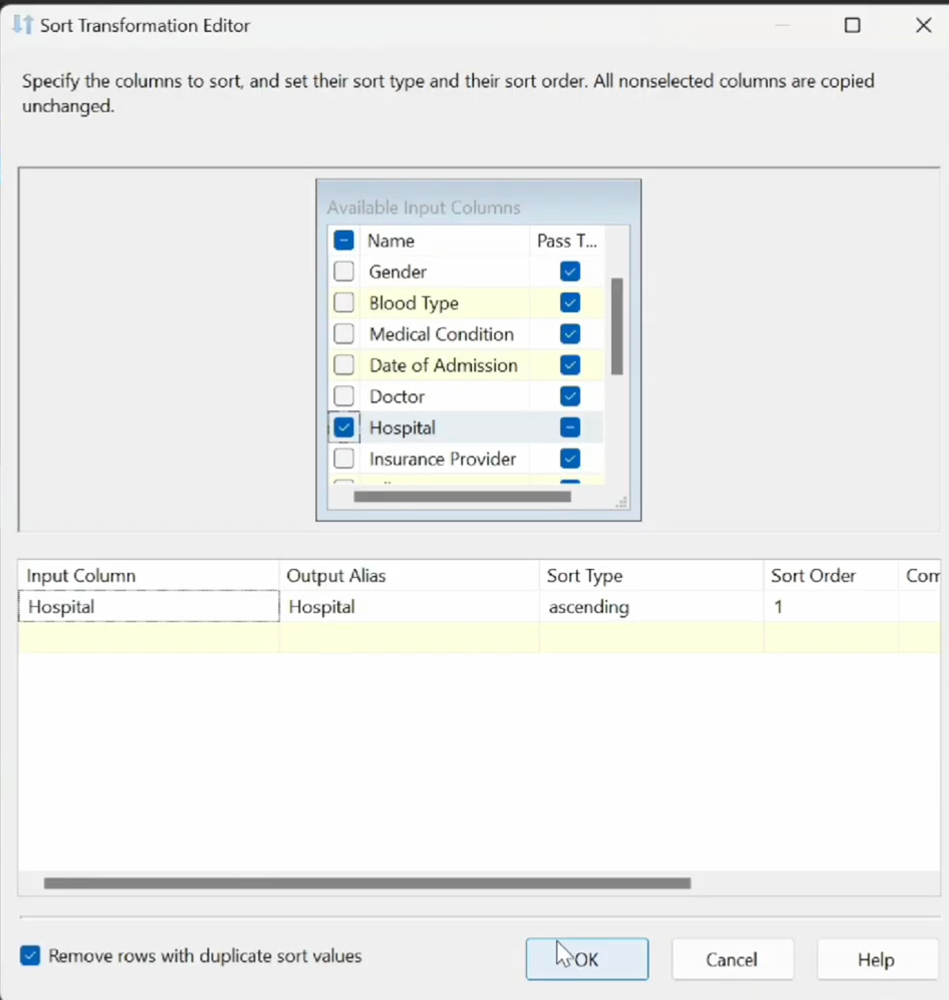 Sort Transformation Editor
Specify the columns to sort, and set their sort type and their sort order. All nonselected columns are copied
unchanged.
Available Input Columns
Name Pass T...
Gender
Blood Type
Medical Condition
Date of Admission
Doctor
Hospital
Insurance Provider
Input Column Output Alias Sort Type Sort Order Com
Hospital Hospital ascending 1
Remove rows with duplicate sort values OK Cancel Help